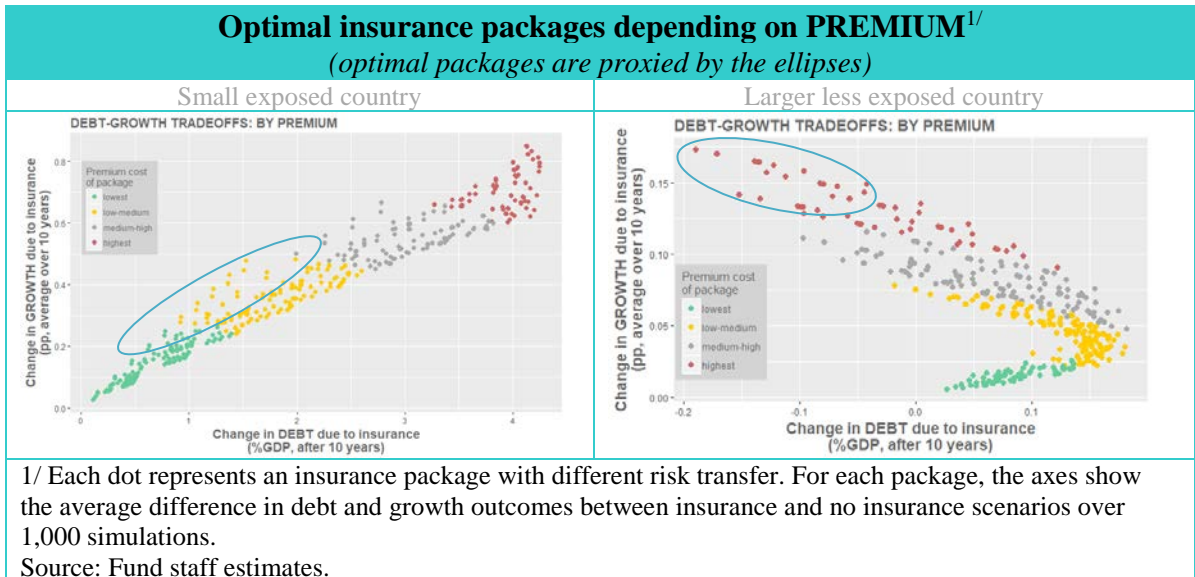 Optimal insurance packages depending on PREMIUM1/
(optimal packages are proxied by the ellipses)
Small exposed country
Larger less exposed country
DEBT-GROWTH TRADEOFFS: BY PREMIUM
Change in GROWTH due to insurance
(pp, average over 10 years)
0.8
0.6
0.4
0.2
0.0
Premium cost
of package
lowest
low-medium
medium-high
highest
0
1
2
3
4
Change in DEBT due to insurance
(%GDP, after 10 years)
DEBT-GROWTH TRADEOFFS: BY PREMIUM
Change in GROWTH due to insurance
(pp, average over 10 years)
0.15
0.10
0.05
0.00
Premium cost
of package
lowest
low-medium
medium-high
highest
-0.2
-0.1
0.0
0.1
Change in DEBT due to insurance
(%GDP, after 10 years)
1/ Each dot represents an insurance package with different risk transfer. For each package, the axes show
the average difference in debt and growth outcomes between insurance and no insurance scenarios over
1,000 simulations.
Source: Fund staff estimates.